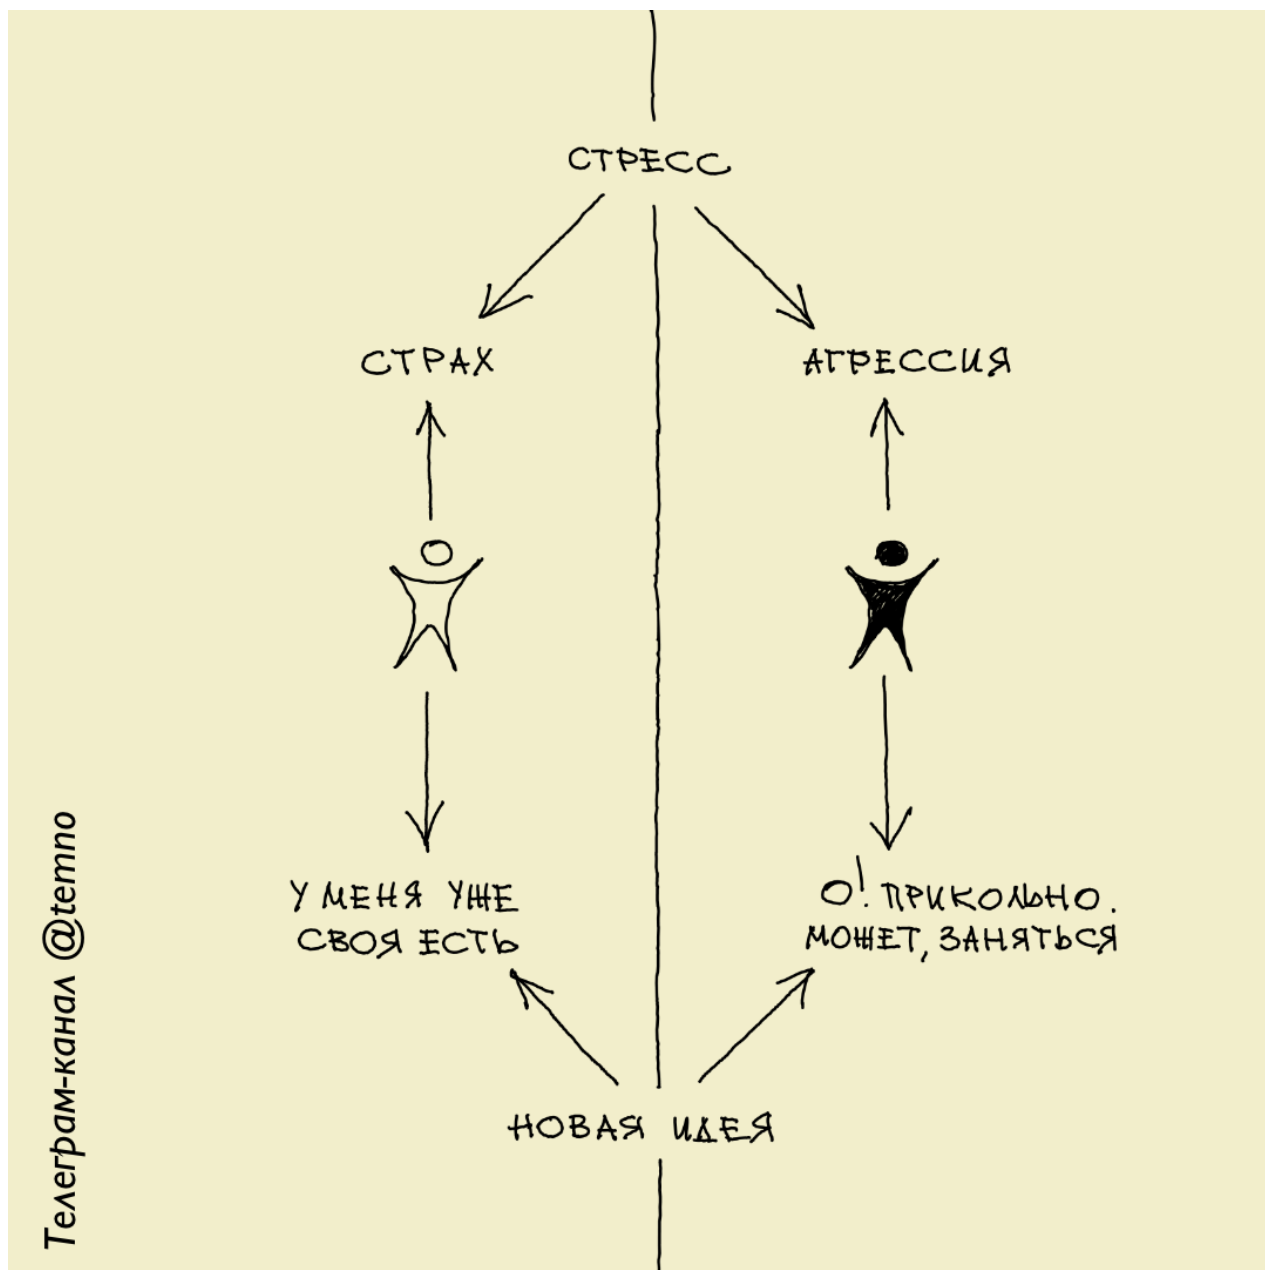 СТРЕСС
СТРАХ
АГРЕССИЯ
У МЕНЯ УЖЕ
СВОЯ ЕСТЬ
О! ПРИКОЛЬНО.
МОЖЕТ, ЗАНЯТЬСЯ
НОВАЯ ИДЕЯ
Телеграм-канал @temno